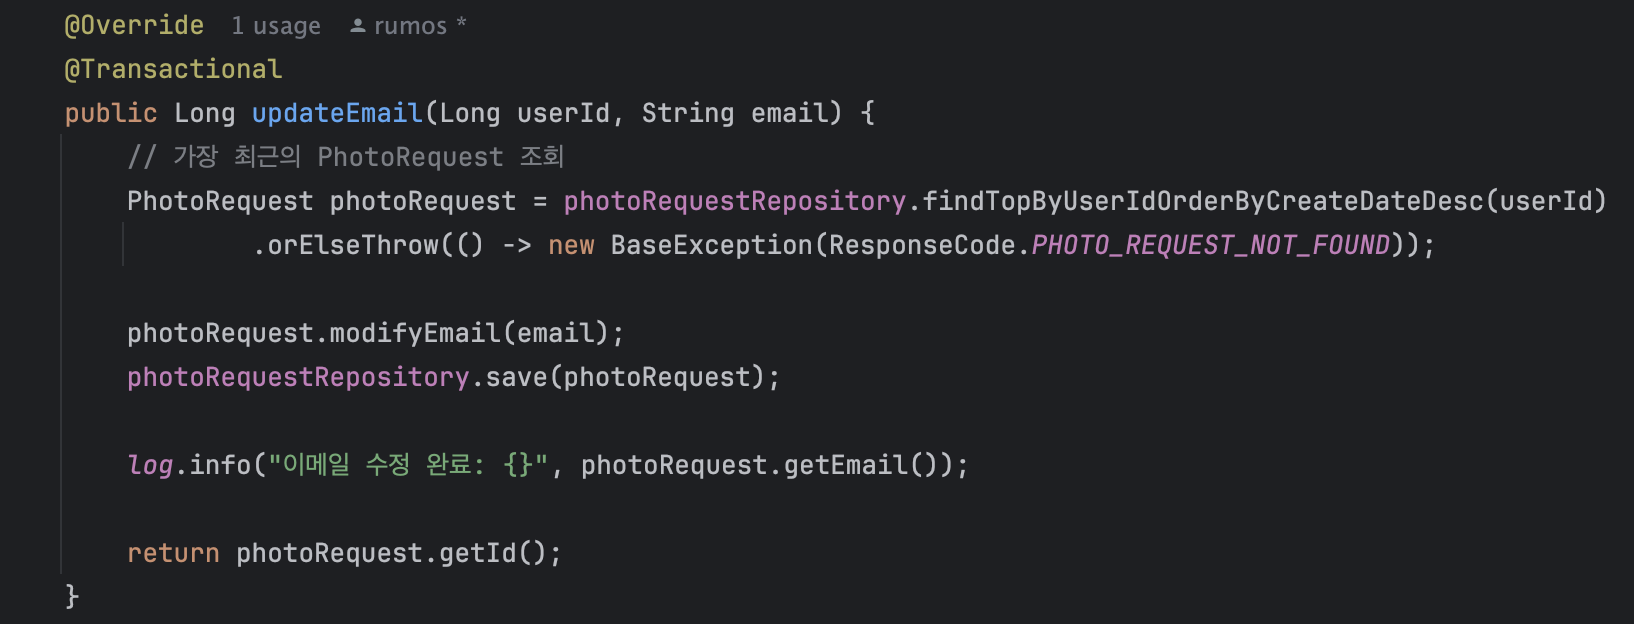 @Override 1 usage rumos *
@Transactional
public Long updateEmail(Long userId, String email) {
// 가장 최근의 PhotoRequest 조회
PhotoRequest photoRequest = photoRequestRepository.findTopByUserIdOrderByCreateDateDesc(userId)
.orElseThrow(() -> new BaseException(ResponseCode.PHOTO_REQUEST_NOT_FOUND));
photoRequest.modifyEmail(email);
photoRequestRepository.save(photoRequest);
log.info("이메일 수정 완료: {}", photoRequest.getEmail());
return photoRequest.getId();
}